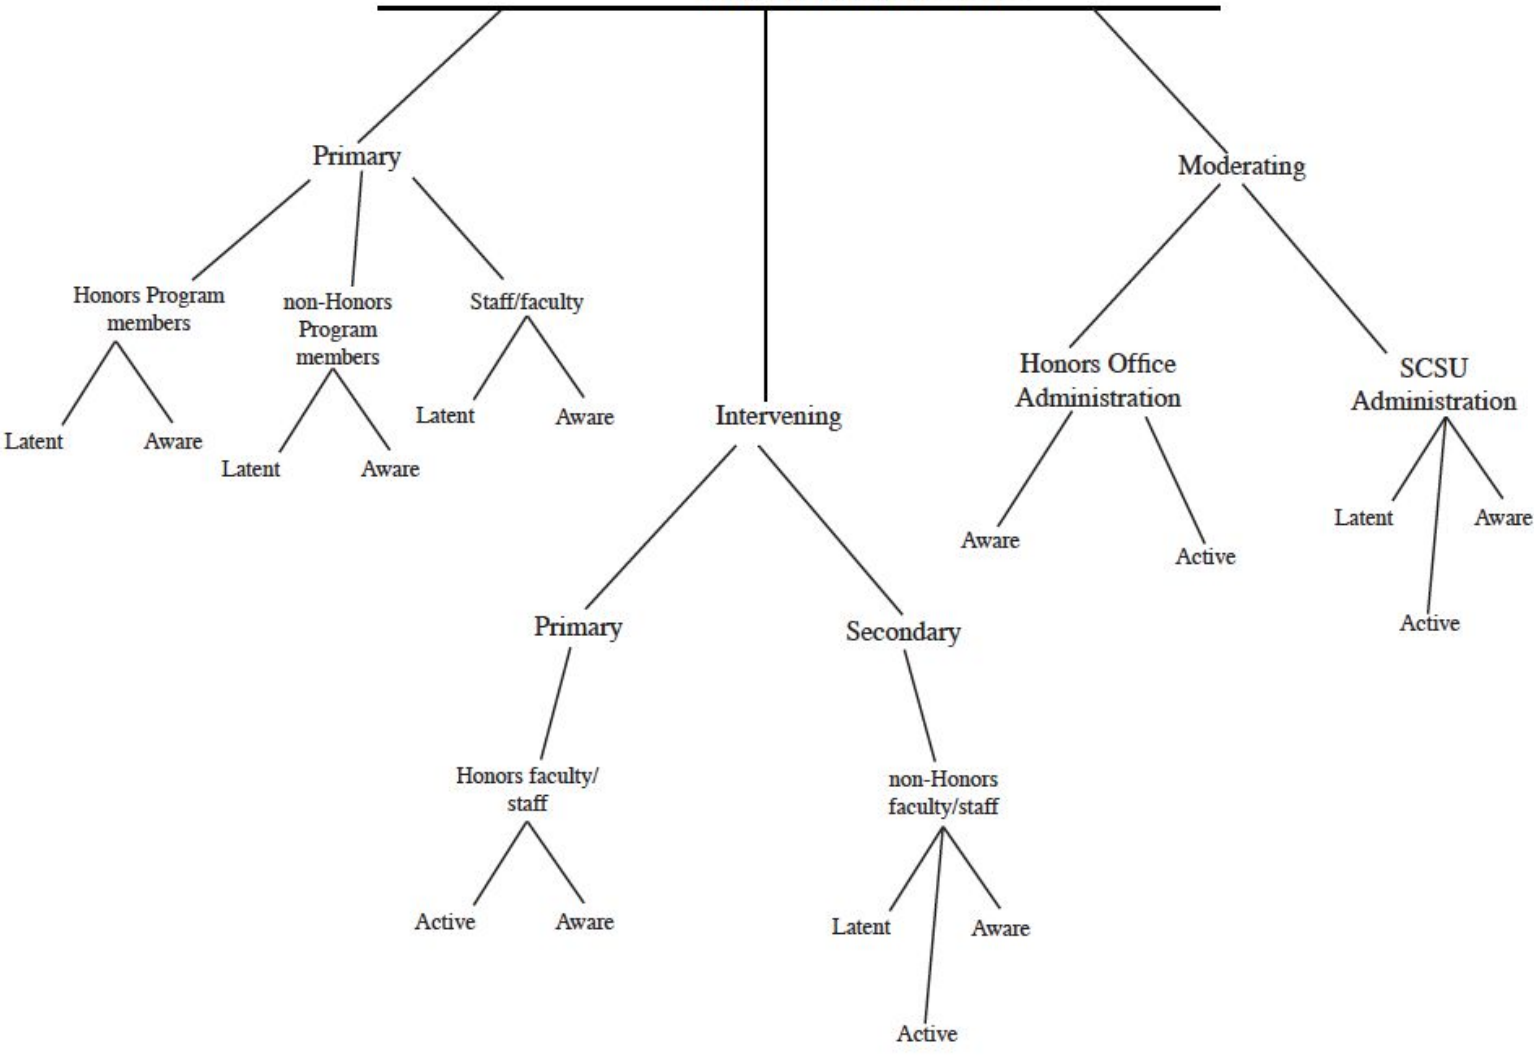 Primary
Moderating
Honors Program
members
non-Honors
Program
members
Staff/faculty
Latent
Aware
Latent
Aware
Latent
Aware
Intervening
Honors Office
Administration
SCSU
Administration
Aware
Active
Latent
Aware
Active
Primary
Secondary
Honors faculty/
staff
non-Honors
faculty/staff
Active
Aware
Latent
Aware
Active